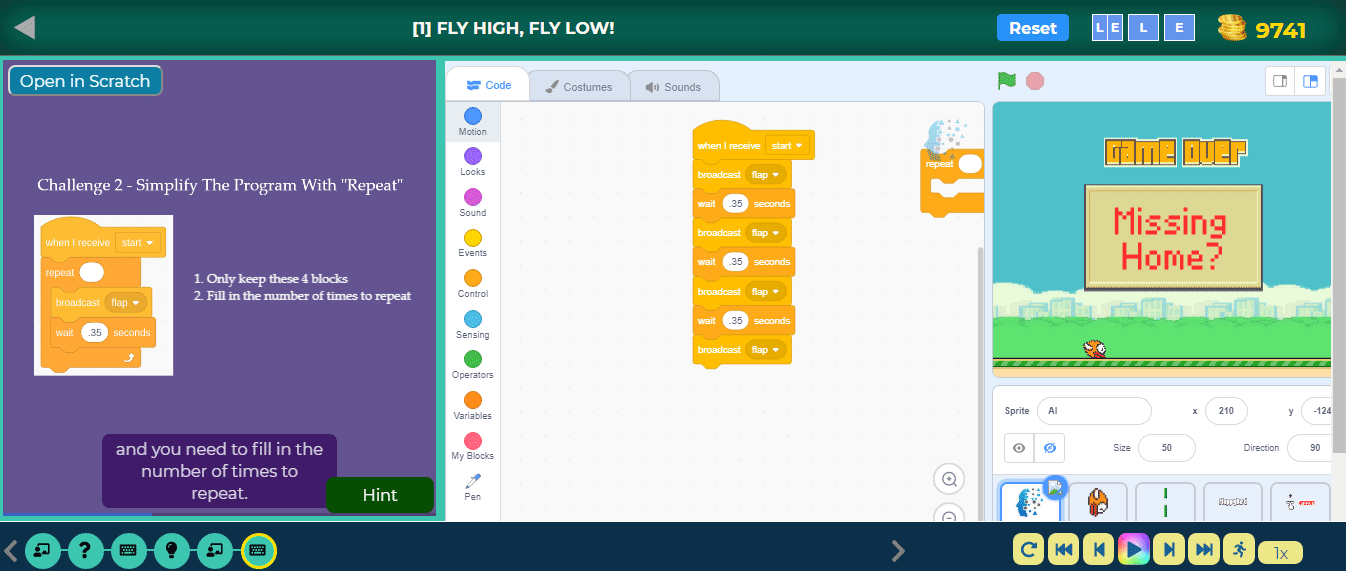 [1] FLY HIGH, FLY LOW!
Reset
L E
L
E
9741
Open in Scratch
Challenge 2 - Simplify The Program With "Repeat"
when I receive start
repeat
broadcast flap
wait .35 seconds
1. Only keep these 4 blocks
2. Fill in the number of times to repeat
and you need to fill in the
number of times to
repeat.
Hint
Code
Costumes
Sounds
Motion
Looks
Sound
Events
Control
Sensing
Operators
Variables
My Blocks
Pen
when I receive start
broadcast flap
wait .35 seconds
broadcast flap
wait .35 seconds
broadcast flap
wait .35 seconds
broadcast flap
repeat
Game Over
Missing
Home?
Sprite AI x 210 y -124
Size 50 Direction 90
?
1x